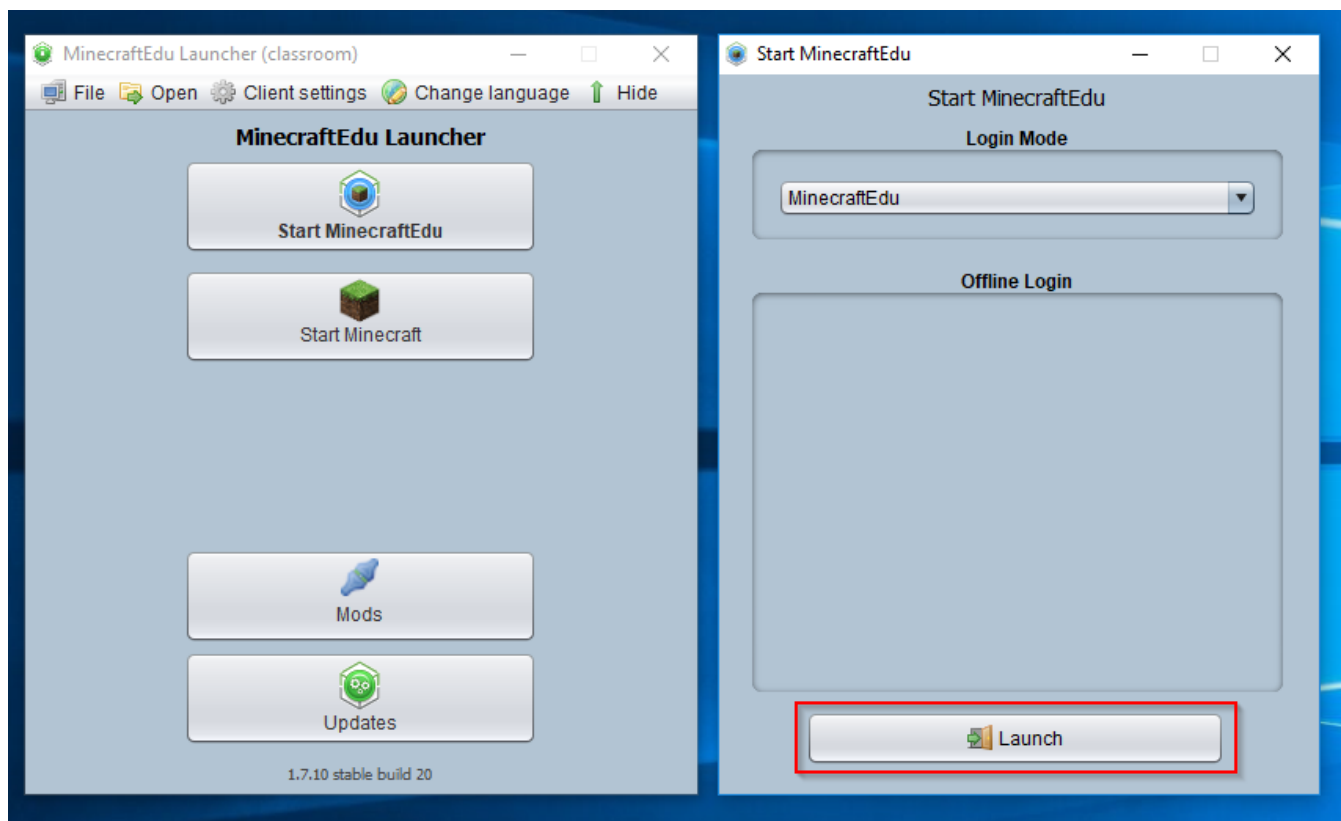 MinecraftEdu Launcher (classroom)
File Open Client settings Change language Hide
MinecraftEdu Launcher
Start MinecraftEdu
Start Minecraft
Mods
Updates
1.7.10 stable build 20
Start MinecraftEdu
Start MinecraftEdu
Login Mode
MinecraftEdu
Offline Login
Launch